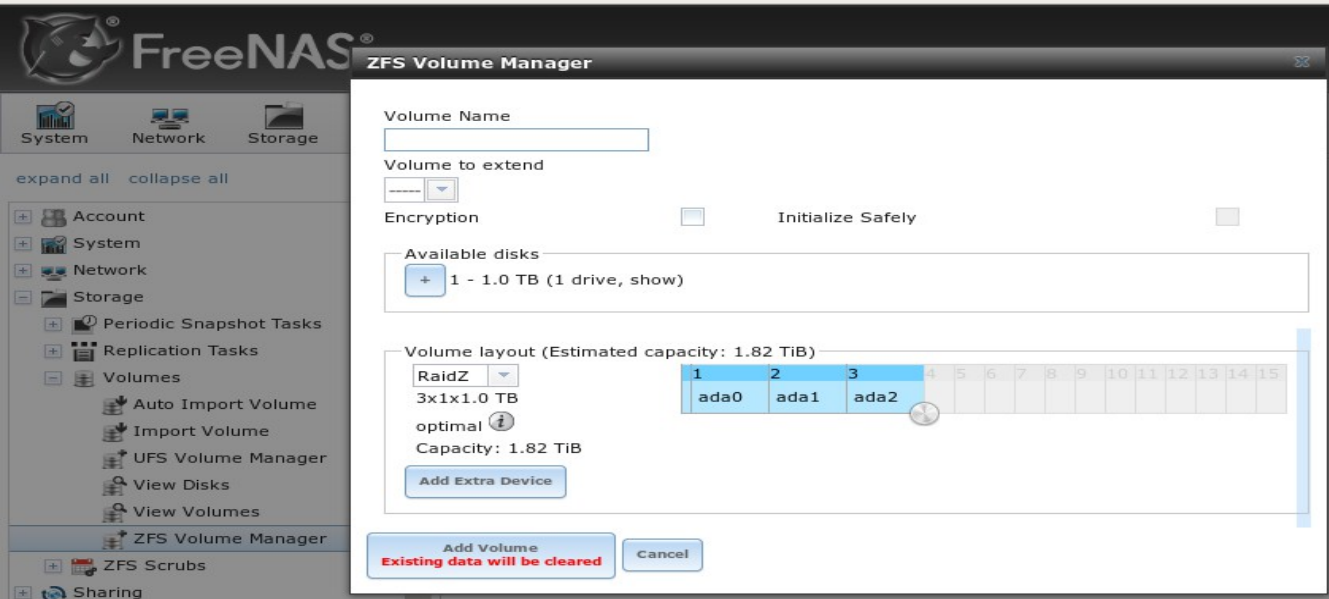 FreeNAS®
System Network Storage
expand all collapse all
Account
System
Network
Storage
Periodic Snapshot Tasks
Replication Tasks
Volumes
Auto Import Volume
Import Volume
UFS Volume Manager
View Disks
View Volumes
ZFS Volume Manager
ZFS Scrubs
Sharing
ZFS Volume Manager
Volume Name
Volume to extend
-----
Encryption Initialize Safely
Available disks
+ 1 - 1.0 TB (1 drive, show)
Volume layout (Estimated capacity: 1.82 TiB)
RaidZ
3x1x1.0 TB
optimal i
Capacity: 1.82 TiB
1 2 3 4 5 6 7 8 9 10 11 12 13 14 15
ada0 ada1 ada2
Add Extra Device
Add Volume
Existing data will be cleared
Cancel